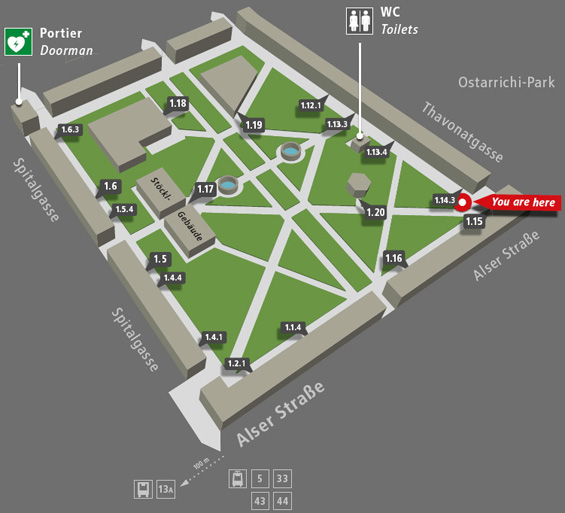 Portier
Doorman
WC
Toilets
Ostarrichi-Park
Thavonatgasse
1.18
1.12.1
1.13.3
1.19
1.6.3
1.13.4
Spitalgasse
1.6
Stöckl-
1.17
1.14.3
You are here
1.5.4
Gebäude
1.20
1.15
1.5
1.16
Alser Straße
1.4.4
Spitalgasse
1.4.1
1.1.4
1.2.1
Alser Straße
100 m
13A
5
33
43
44